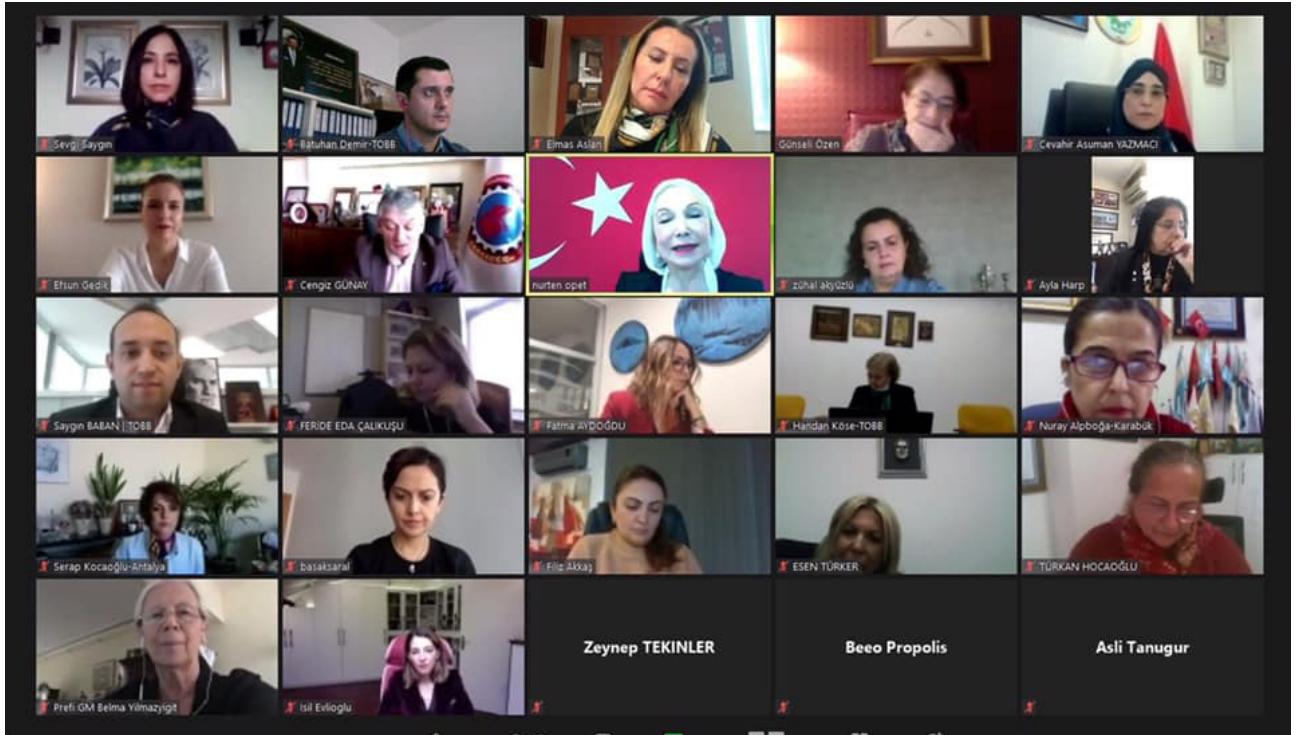 Sevgi Saygın
Batuhan Demir-TOBB
Elmas Aslan
Günseli Özen
Cevahir Asuman YAZMACI
Efsun Gedik
Cengiz GÜNAY
nurten opet
zühal akyüzlü
Ayla Harp
Saygın BABAN | TOBB
FERİDE EDA ÇALIKUŞU
Fatma AYDOĞDU
Handan Köse-TOBB
Nuray Alpboğa-Karabük
Serap Kocaoğlu-Antalya
basaksaral
Filiz Akkaş
ESEN TÜRKER
TÜRKAN HOCAOĞLU
Prefi GM Belma Yilmazyigit
Isil Evlioglu
Zeynep TEKINLER
Beeo Propolis
Asli Tanugur